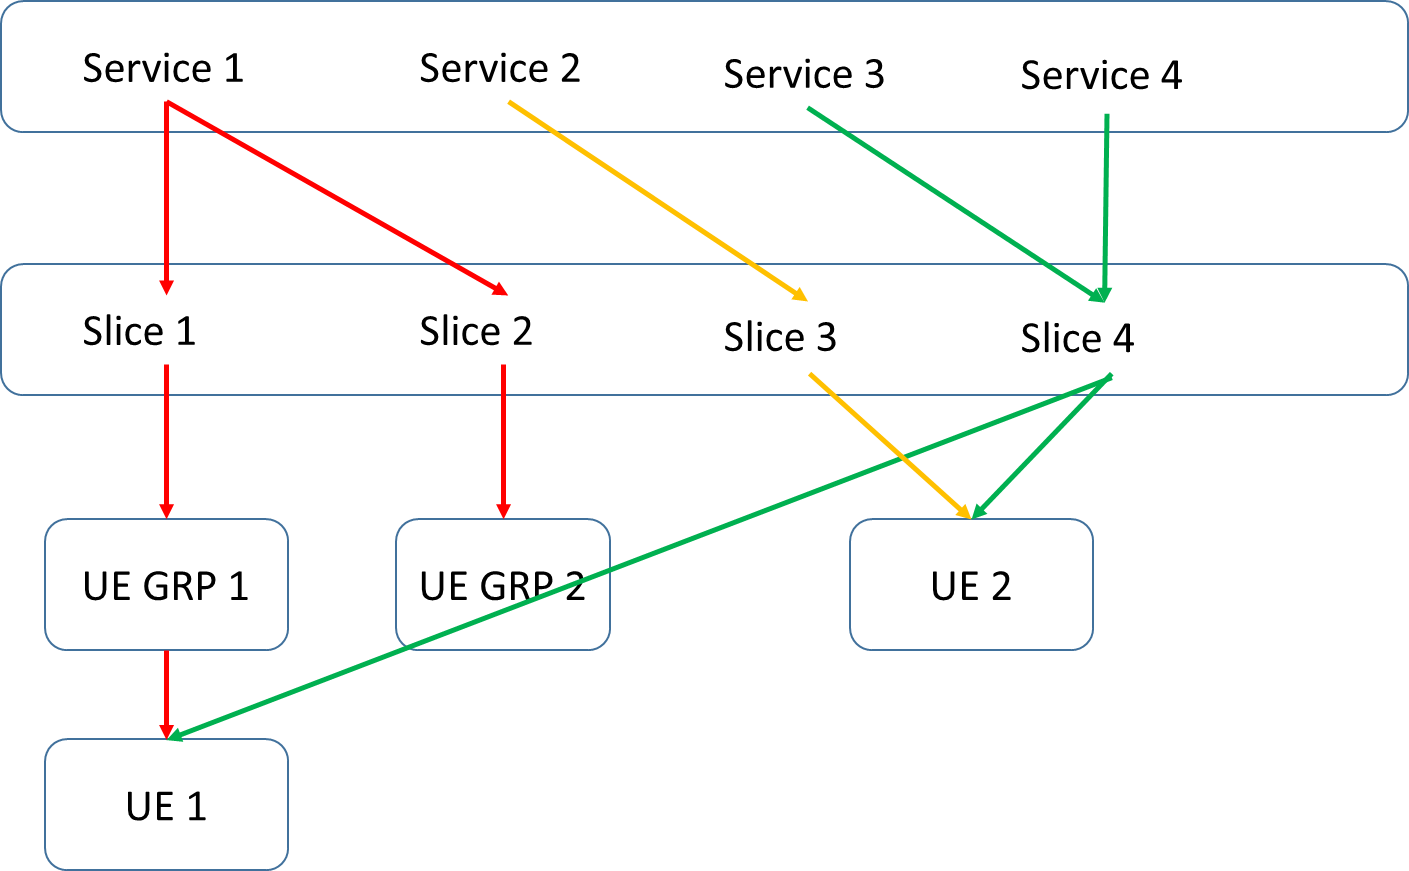 Service 1
Service 2
Service 3
Service 4
Slice 1
Slice 2
Slice 3
Slice 4
UE GRP 1
UE GRP 2
UE 2
UE 1